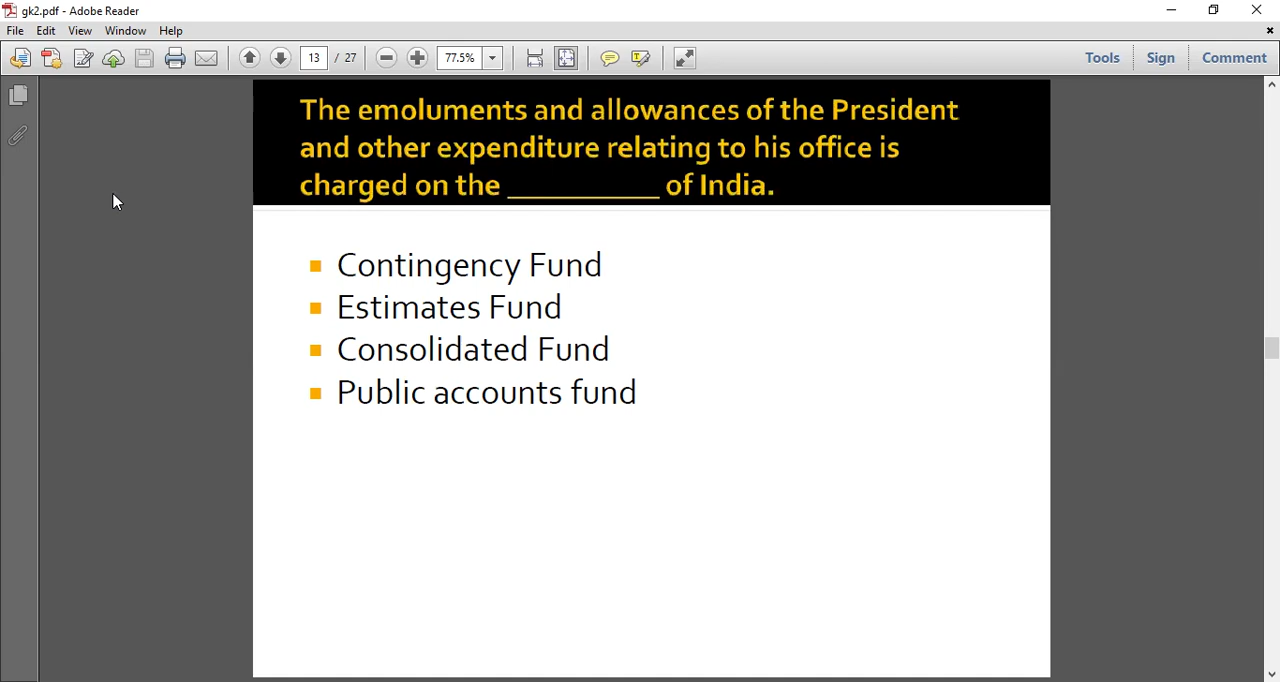 gk2.pdf - Adobe Reader
File Edit View Window Help
13 / 27 77.5% Tools Sign Comment
The emoluments and allowances of the President
and other expenditure relating to his office is
charged on the ___________ of India.
Contingency Fund
Estimates Fund
Consolidated Fund
Public accounts fund